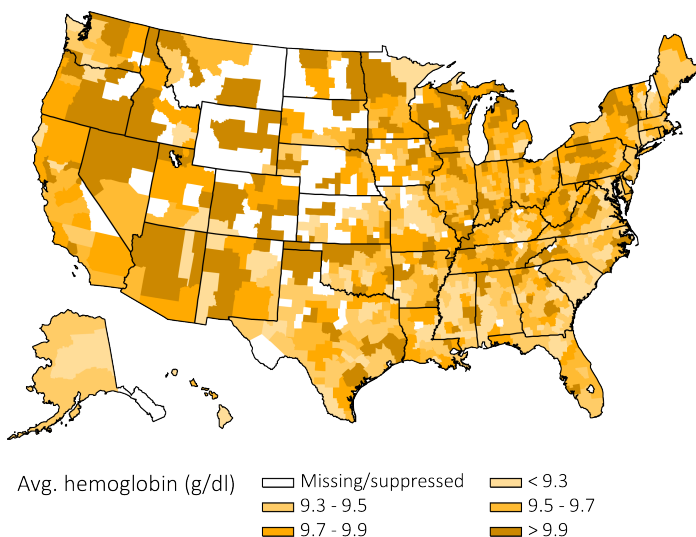 Avg. hemoglobin (g/dl)
Missing/suppressed
< 9.3
9.3 - 9.5
9.5 - 9.7
9.7 - 9.9
> 9.9